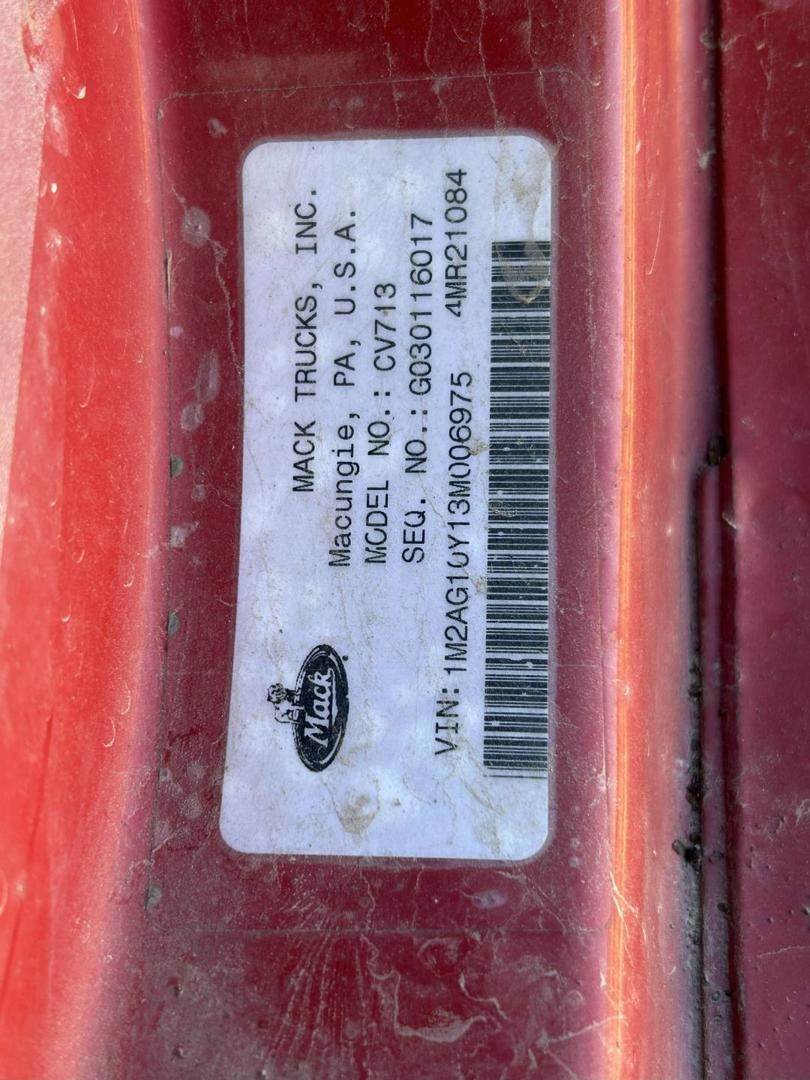 Mack
MACK TRUCKS, INC.
Macungie, PA, U.S.A.
MODEL NO.: CV713
SEQ. NO.: G030116017
VIN: 1M2AG10Y13M006975 4MR21084